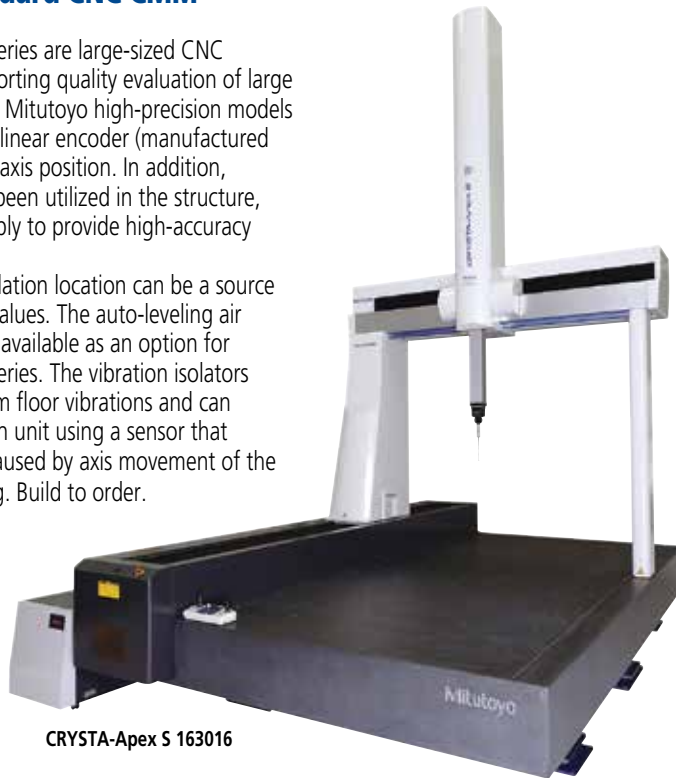 CNC CMM
eries are large-sized CNC
orting quality evaluation of large
Mitutoyo high-precision models
linear encoder (manufactured
axis position. In addition,
been utilized in the structure,
to provide high-accuracy
lation location can be a source
alues. The auto-leveling air
available as an option for
eries. The vibration isolators
floor vibrations and can
unit using a sensor that
aused by axis movement of the
g. Build to order.
CRYSTA-Apex S
Mitutoyo
CRYSTA-Apex S 163016